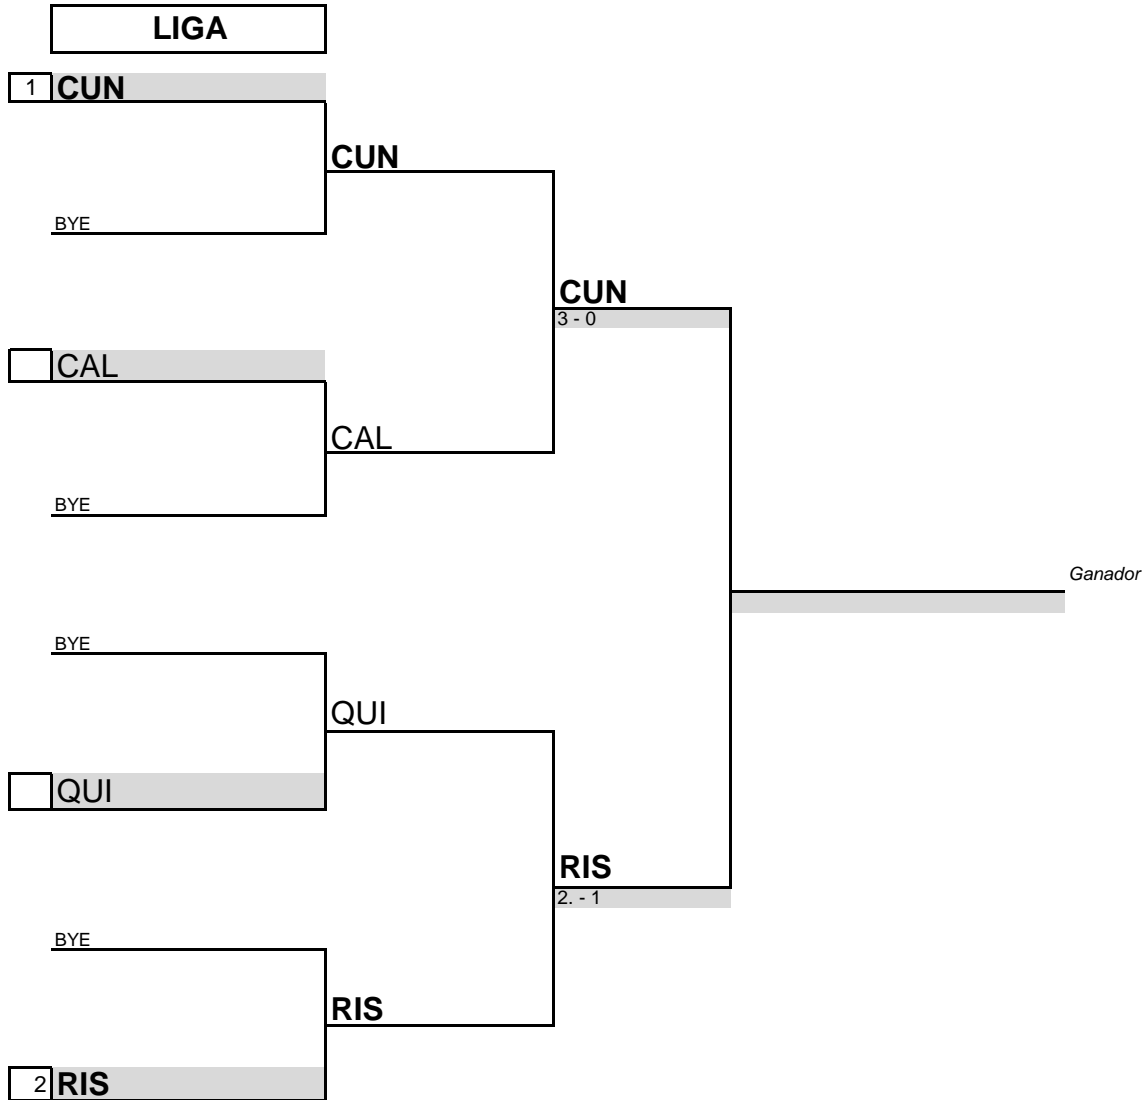 LIGA
1 CUN
CUN
BYE
CUN
3 - 0
CAL
CAL
BYE
Ganador
BYE
QUI
QUI
RIS
2. - 1
BYE
RIS
2 RIS